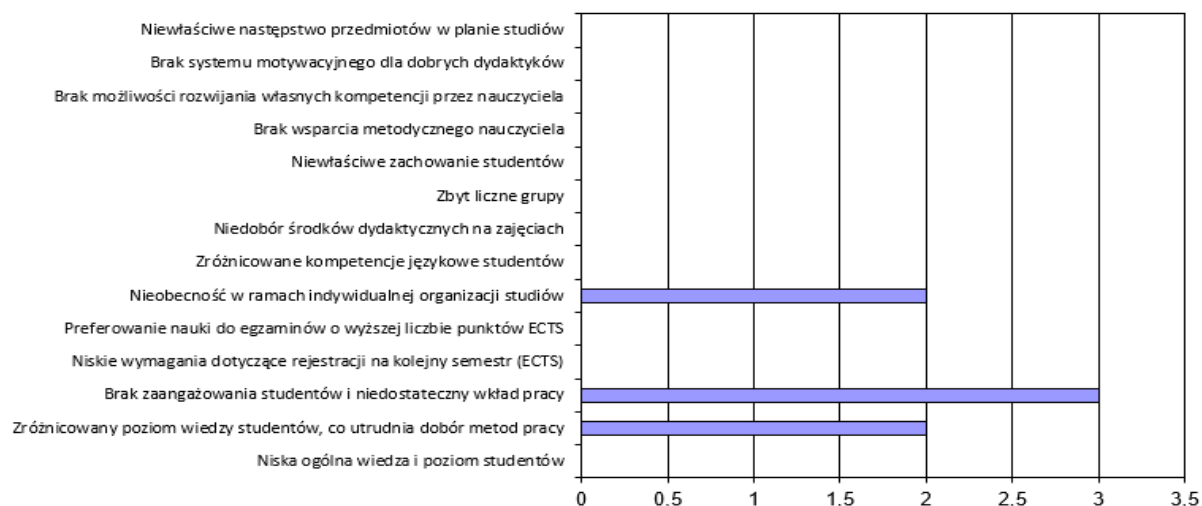 Niewłaściwe następstwo przedmiotów w planie studiów
Brak systemu motywacyjnego dla dobrych dydaktyków
Brak możliwości rozwijania własnych kompetencji przez nauczyciela
Brak wsparcia metodycznego nauczyciela
Niewłaściwe zachowanie studentów
Zbyt liczne grupy
Niedobór środków dydaktycznych na zajęciach
Zróżnicowane kompetencje językowe studentów
Nieobecność w ramach indywidualnej organizacji studiów
Preferowanie nauki do egzaminów o wyższej liczbie punktów ECTS
Niskie wymagania dotyczące rejestracji na kolejny semestr (ECTS)
Brak zaangażowania studentów i niedostateczny wkład pracy
Zróżnicowany poziom wiedzy studentów, co utrudnia dobór metod pracy
Niska ogólna wiedza i poziom studentów
0 0.5 1 1.5 2 2.5 3 3.5